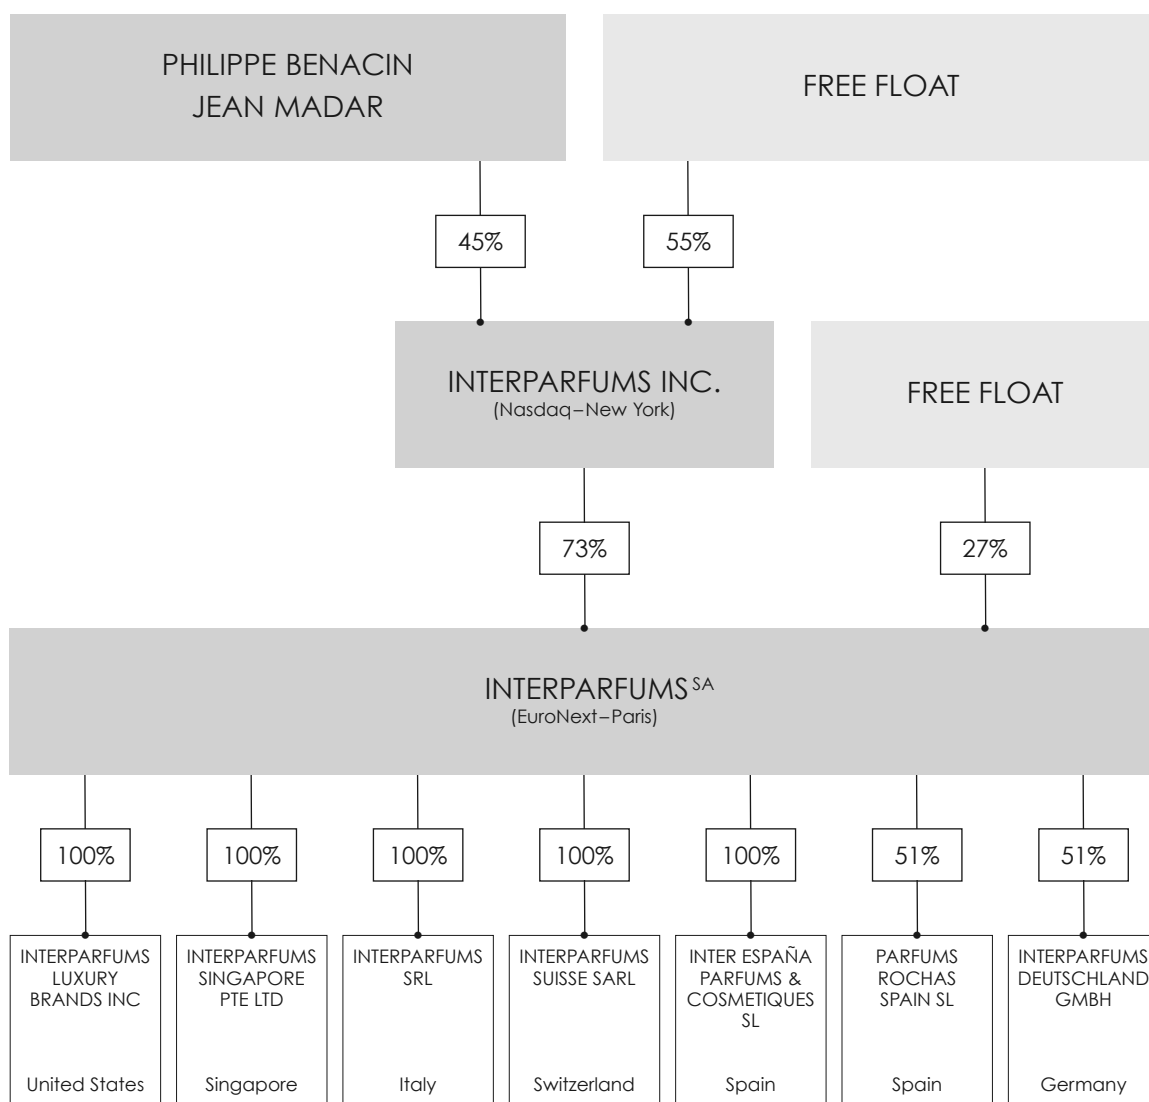 PHILIPPE BENACIN
JEAN MADAR
FREE FLOAT
45%
55%
INTERPARFUMS INC.
(Nasdaq–New York)
FREE FLOAT
73%
27%
INTERPARFUMS SA
(EuroNext–Paris)
100%
100%
100%
100%
100%
51%
51%
INTERPARFUMS
LUXURY
BRANDS INC
United States
INTERPARFUMS
SINGAPORE
PTE LTD
Singapore
INTERPARFUMS
SRL
Italy
INTERPARFUMS
SUISSE SARL
Switzerland
INTER ESPAÑA
PARFUMS &
COSMETIQUES
SL
Spain
PARFUMS
ROCHAS
SPAIN SL
Spain
INTERPARFUMS
DEUTSCHLAND
GMBH
Germany